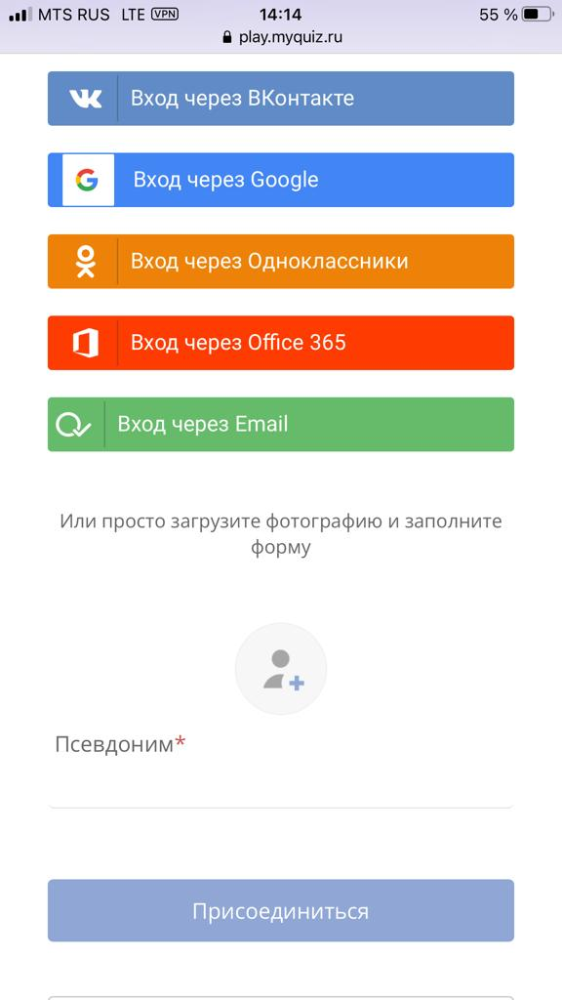 MTS RUS LTE VPN 14:14 55 %
play.myquiz.ru
Вход через ВКонтакте
G Вход через Google
Вход через Одноклассники
Вход через Office 365
Вход через Email
Или просто загрузите фотографию и заполните
форму
Псевдоним*
Присоединиться